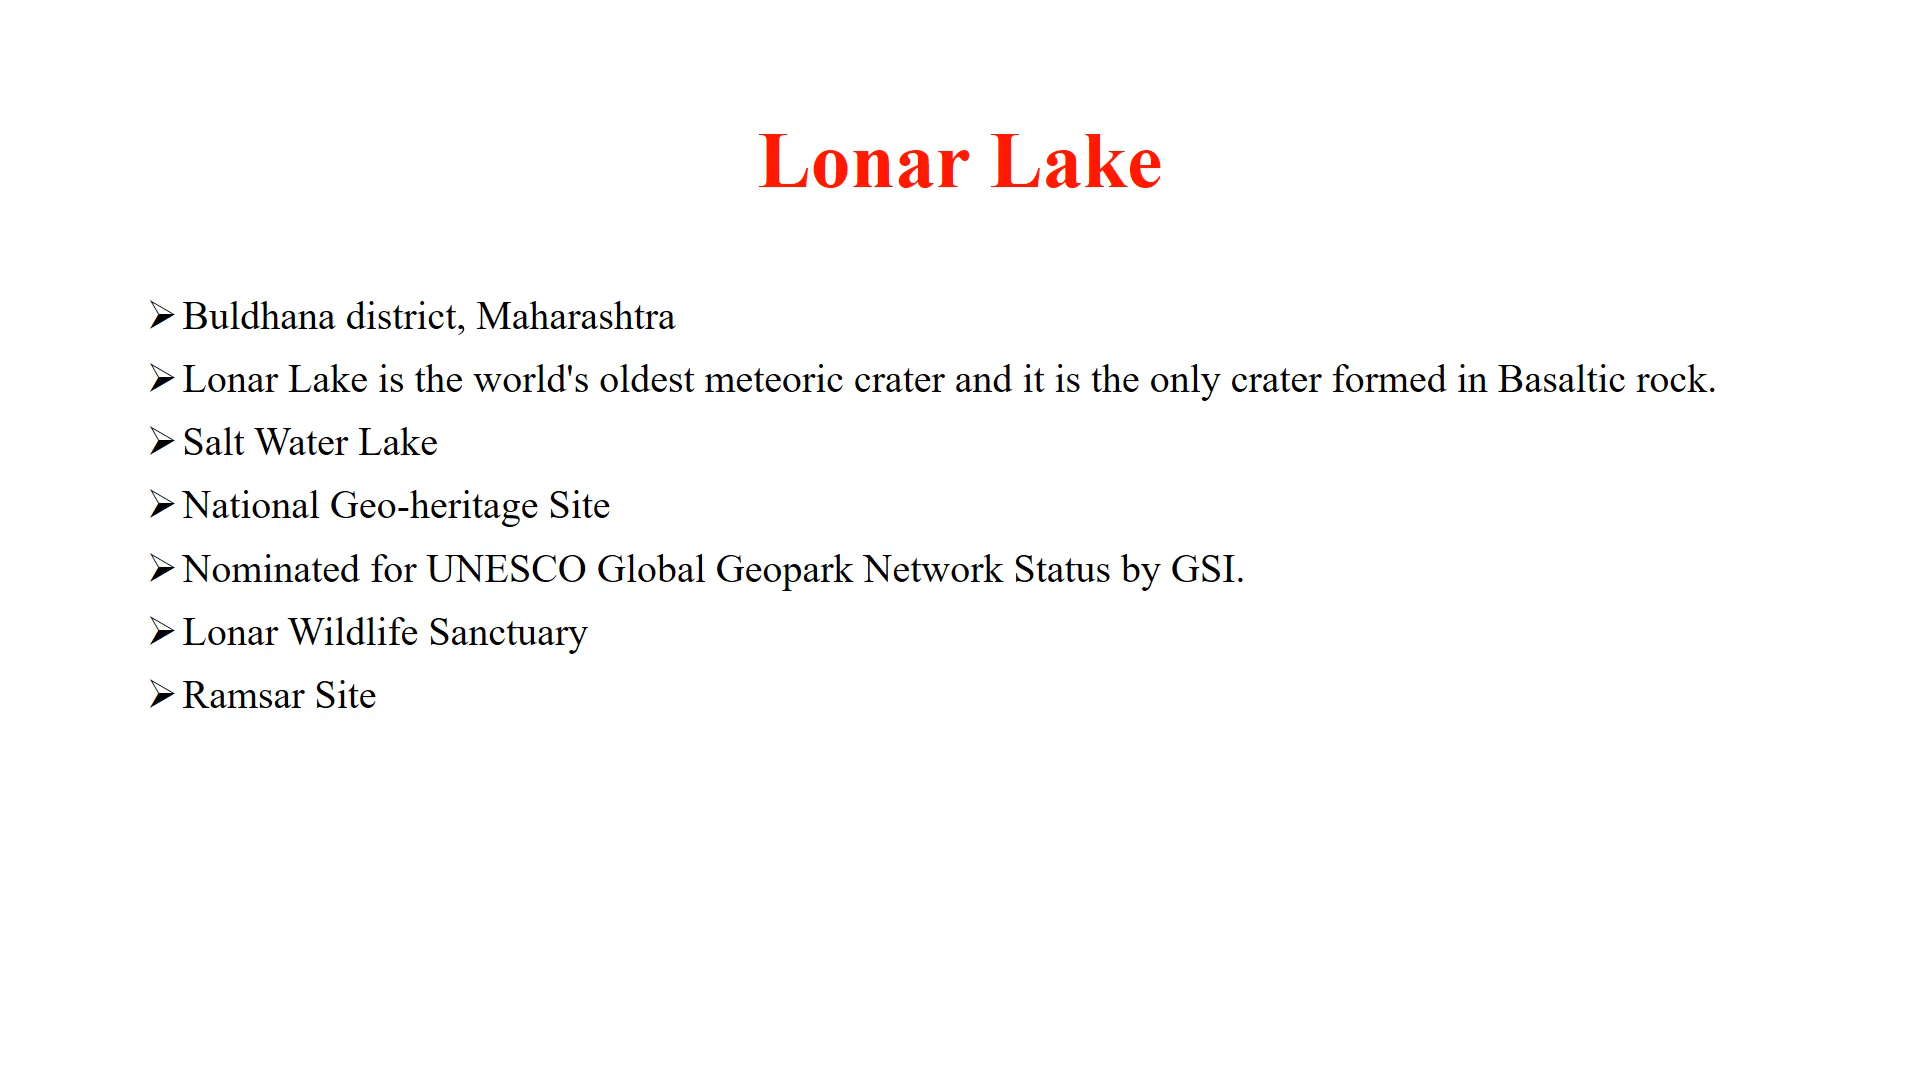 Lonar Lake
➢Buldhana district, Maharashtra
➢Lonar Lake is the world's oldest meteoric crater and it is the only crater formed in Basaltic rock.
➢Salt Water Lake
➢National Geo-heritage Site
➢Nominated for UNESCO Global Geopark Network Status by GSI.
➢Lonar Wildlife Sanctuary
➢Ramsar Site